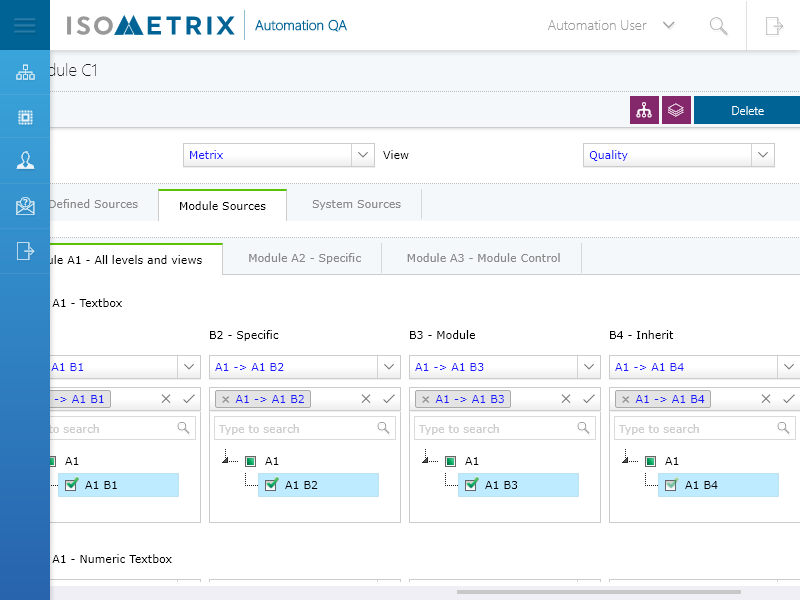 ISOMETRIX Automation QA Automation User
dule C1
Delete
Metrix View Quality
Defined Sources Module Sources System Sources
ule A1 - All levels and views Module A2 - Specific Module A3 - Module Control
A1 - Textbox
B2 - Specific B3 - Module B4 - Inherit
A1 B1 A1 -> A1 B2 A1 -> A1 B3 A1 -> A1 B4
-> A1 B1 A1 -> A1 B2 A1 -> A1 B3 A1 -> A1 B4
to search Type to search Type to search Type to search
A1 A1 A1 A1
A1 B1 A1 B2 A1 B3 A1 B4
A1 - Numeric Textbox